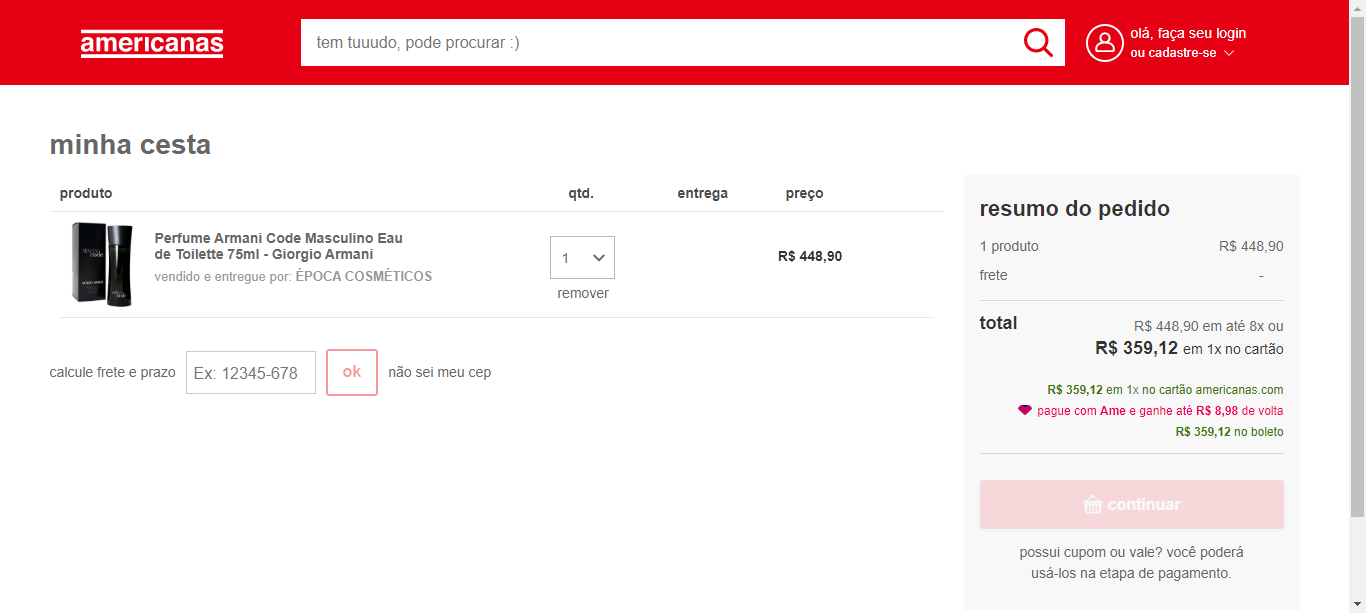 americanas
tem tuuudo, pode procurar :)
olá, faça seu login
ou cadastre-se
minha cesta
produto qtd. entrega preço
Perfume Armani Code Masculino Eau
de Toilette 75ml - Giorgio Armani
vendido e entregue por: ÉPOCA COSMÉTICOS
1
remover
R$ 448,90
calcule frete e prazo Ex: 12345-678 ok não sei meu cep
resumo do pedido
1 produto R$ 448,90
frete -
total R$ 448,90 em até 8x ou
R$ 359,12 em 1x no cartão
R$ 359,12 em 1x no cartão americanas.com
pague com Ame e ganhe até R$ 8,98 de volta
R$ 359,12 no boleto
continuar
possui cupom ou vale? você poderá
usá-los na etapa de pagamento.